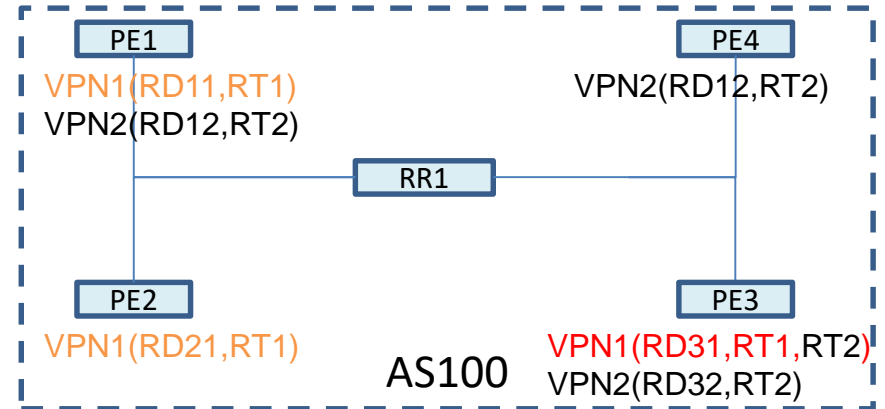 PE1
PE4
VPN1(RD11,RT1)
VPN2(RD12,RT2)
VPN2(RD12,RT2)
RR1
PE2
PE3
VPN1(RD21,RT1)
VPN1(RD31,RT1,RT2)
AS100
VPN2(RD32,RT2)